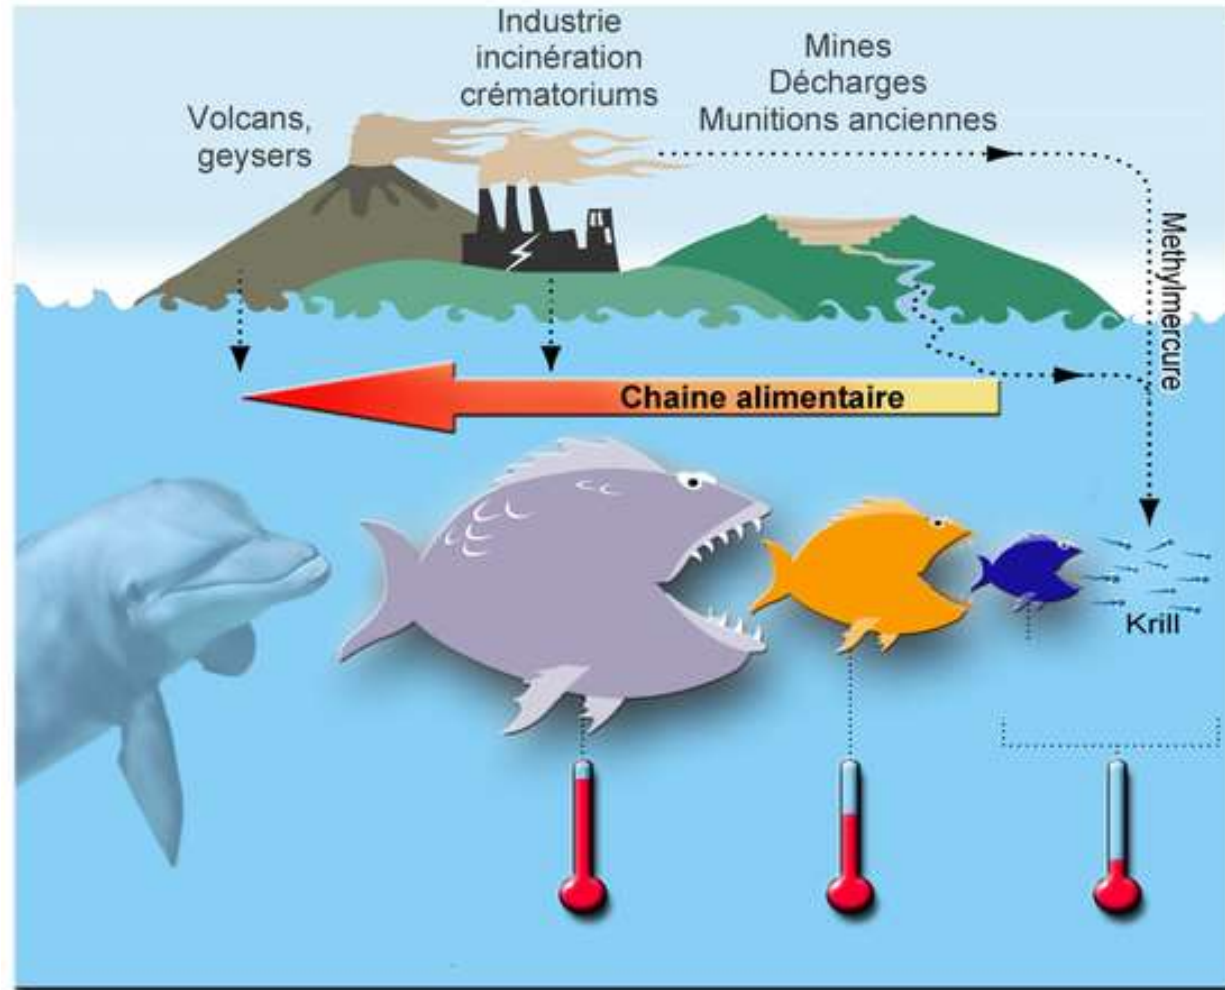 Industrie
incinération
crématoriums
Mines
Décharges
Munitions anciennes
Volcans,
geysers
Methylmercure
Chaine alimentaire
Krill